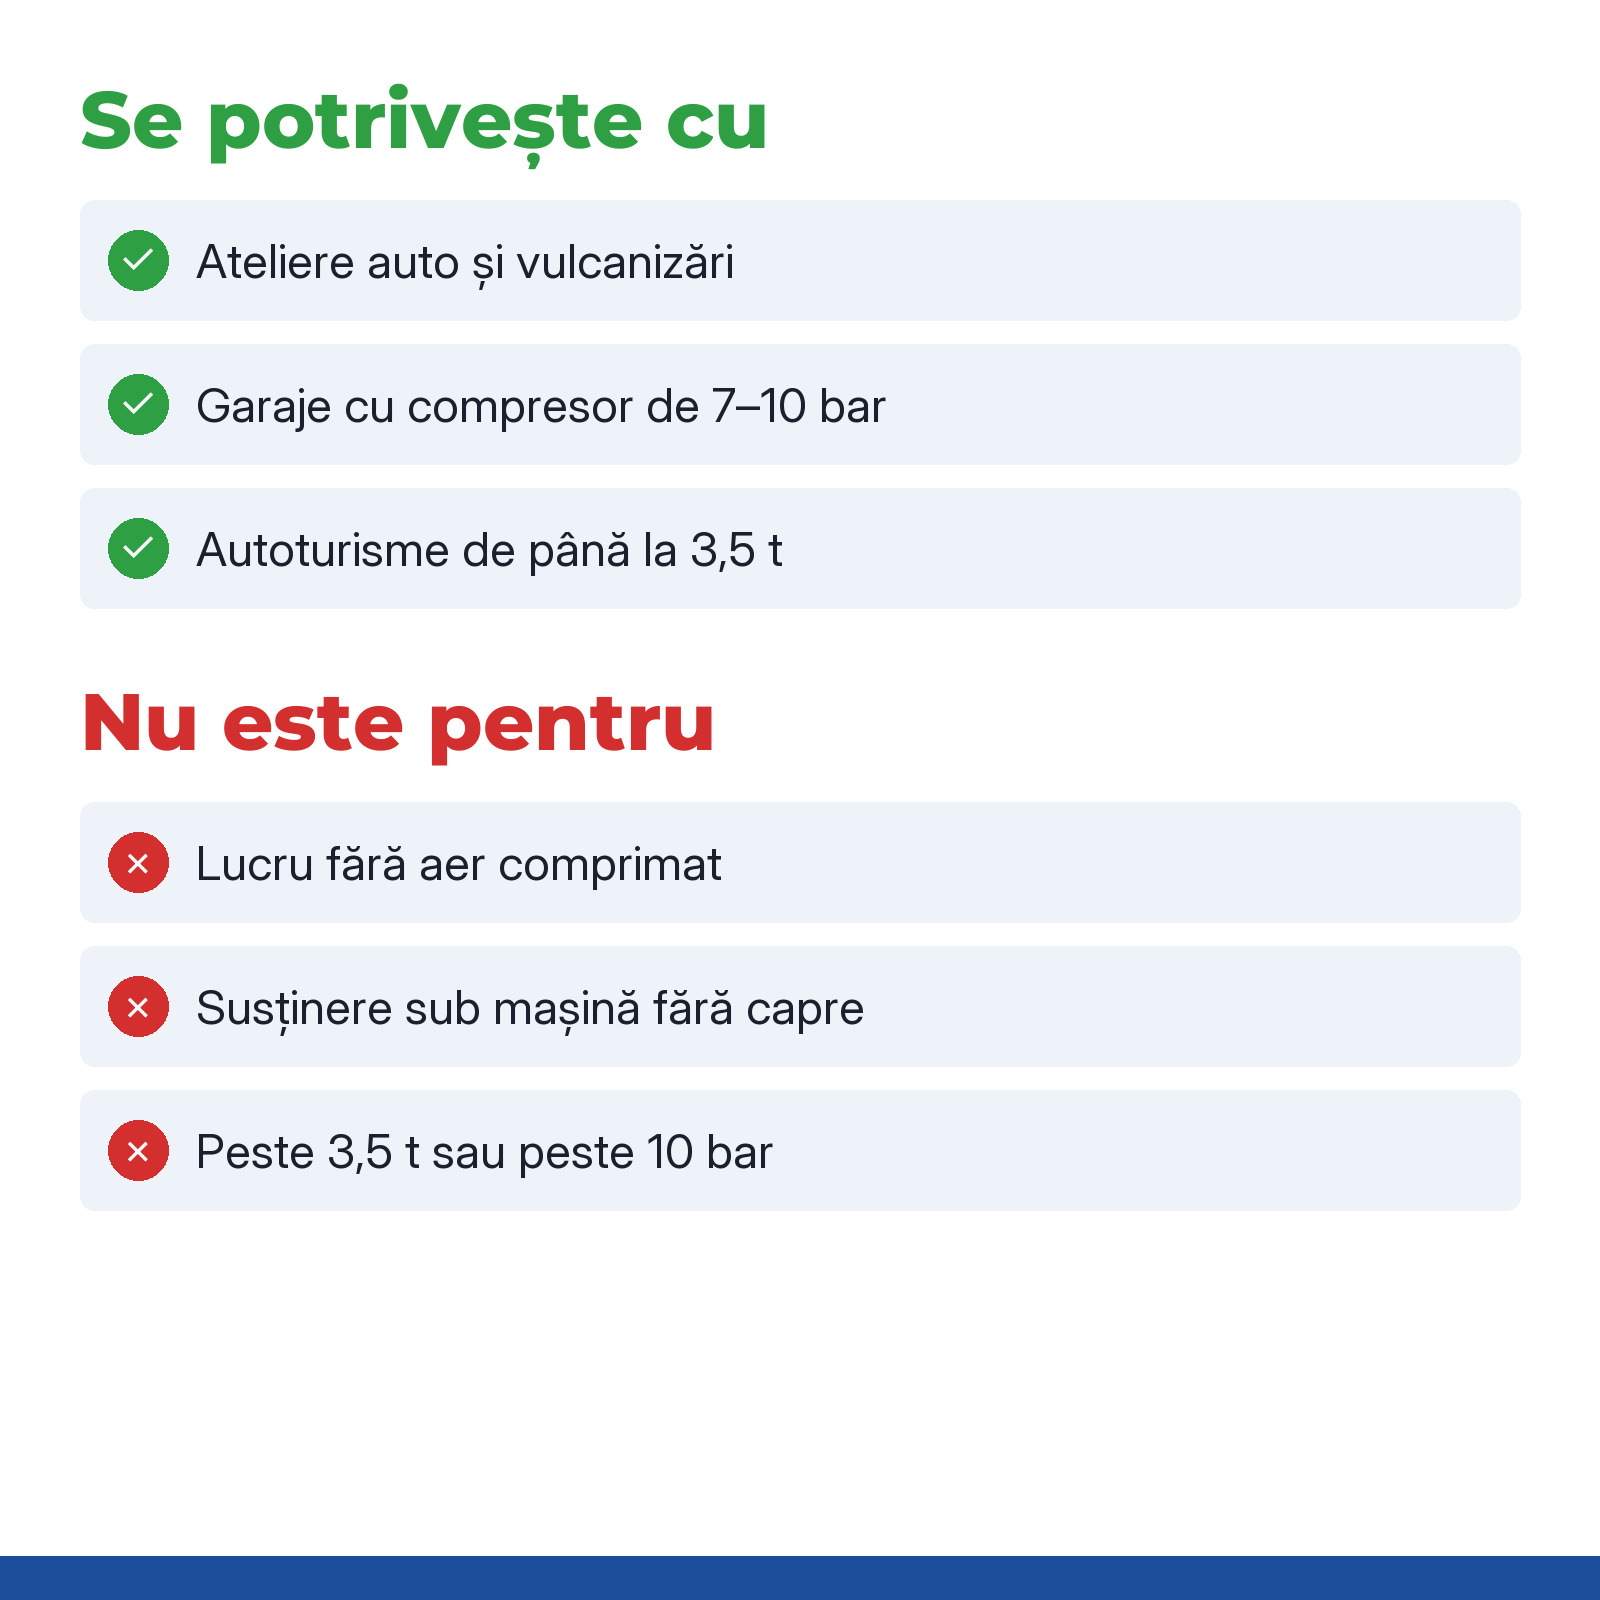 Se potrivește cu
Ateliere auto și vulcanizări
Garaje cu compresor de 7–10 bar
Autoturisme de până la 3,5 t
Nu este pentru
Lucru fără aer comprimat
Susținere sub mașină fără capre
Peste 3,5 t sau peste 10 bar